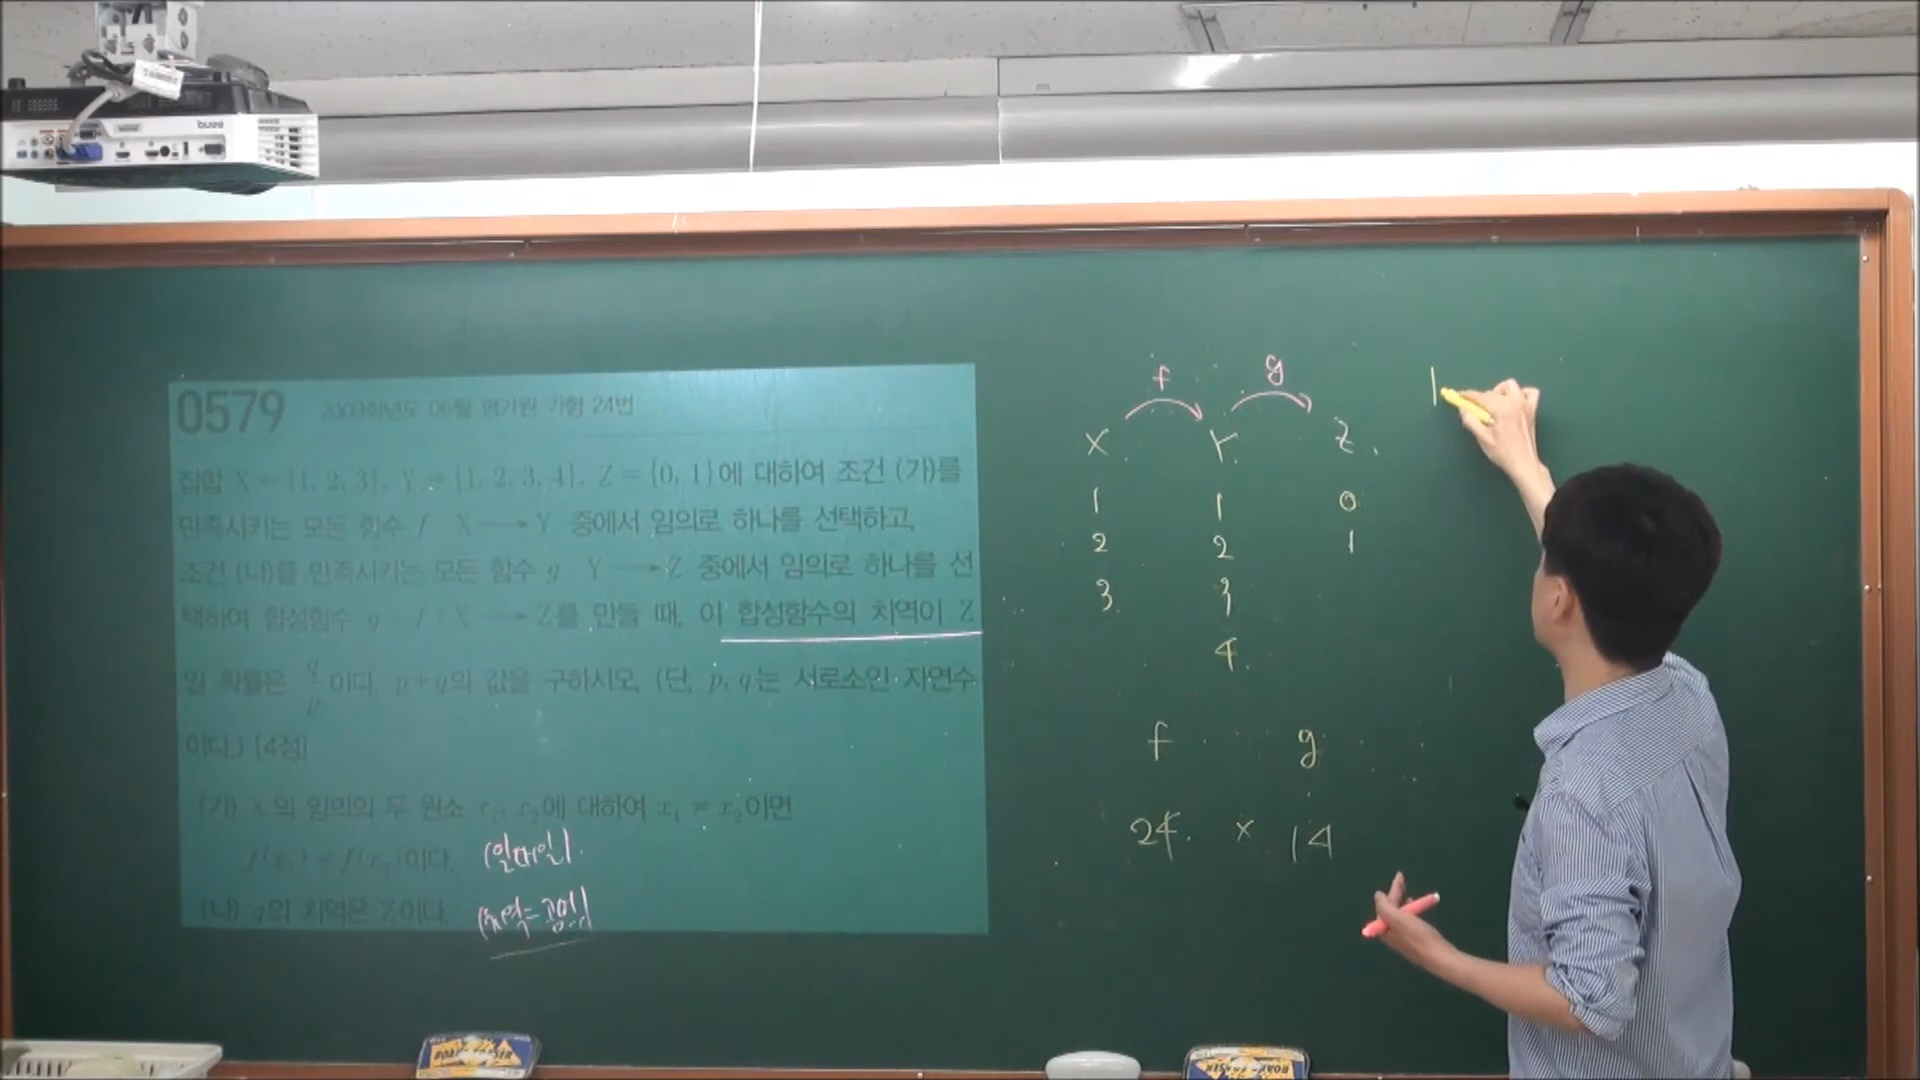 0579 2009학년도 06월 평가원 가형 24번
집합 X = {1, 2, 3}, Y = {1, 2, 3, 4}, Z = {0, 1}에 대하여 조건 (가)를
만족시키는 모든 함수 f : X → Y 중에서 임의로 하나를 선택하고,
조건 (나)를 만족시키는 모든 함수 g : Y → Z 중에서 임의로 하나를 선
택하여 합성함수 g ∘ f : X → Z를 만들 때, 이 합성함수의 치역이 Z
일 확률은 q/p 이다. p+q의 값을 구하시오. (단, p, q는 서로소인 자연수
이다.) [4점]
(가) X의 임의의 두 원소 x₁, x₂에 대하여 x₁ ≠ x₂이면
f(x₁) ≠ f(x₂)이다. (일대일)
(나) g의 치역은 Z이다. (치역=공역)
f g
X Y Z
1 1 0
2 2 1
3 3
4
f g
24 × 14
1
benq